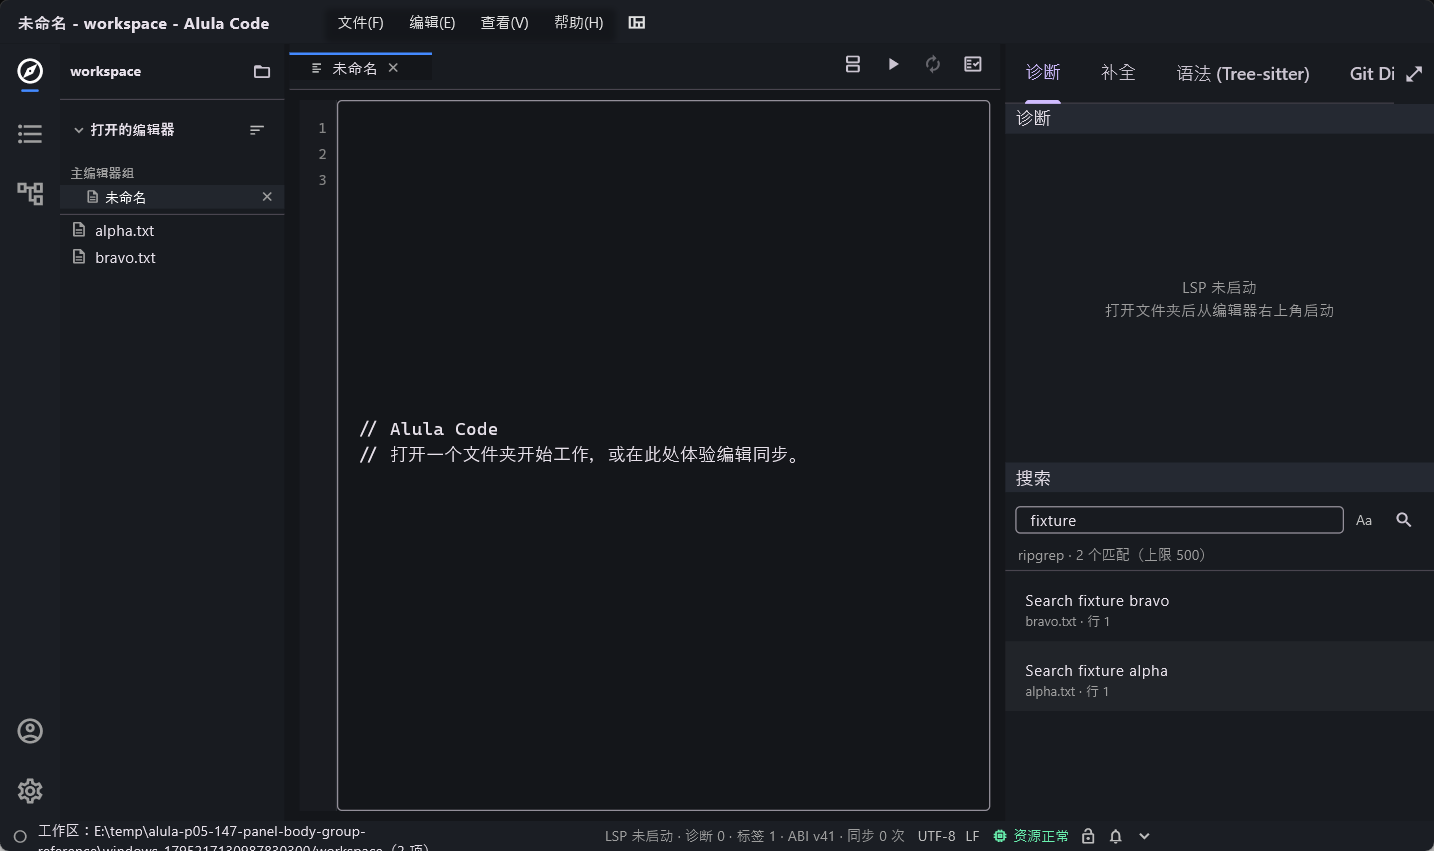 未命名 - workspace - Alula Code
文件(F) 编辑(E) 查看(V) 帮助(H)
workspace
打开的编辑器
主编辑器组
未命名
alpha.txt
bravo.txt
未命名
1
2
3
// Alula Code
// 打开一个文件夹开始工作, 或在此处体验编辑同步。
诊断 补全 语法 (Tree-sitter) Git Di
诊断
LSP 未启动
打开文件夹后从编辑器右上角启动
搜索
fixture Aa
ripgrep · 2 个匹配（上限 500）
Search fixture bravo
bravo.txt · 行 1
Search fixture alpha
alpha.txt · 行 1
工作区：E:\temp\alula-p05-147-panel-body-group-
reference\windows-1795217130987830300/workspace（2 项）
LSP 未启动 · 诊断 0 · 标签 1 · ABI v41 · 同步 0 次 UTF-8 LF 资源正常